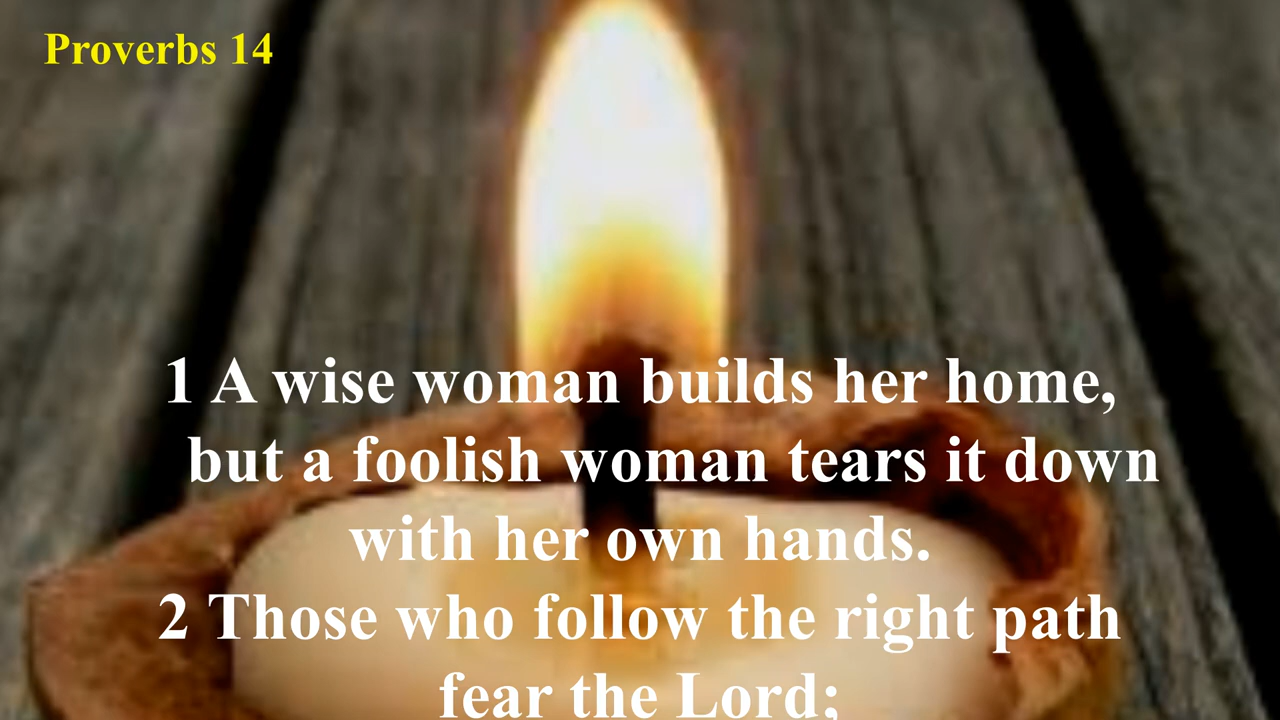 Proverbs 14
1 A wise woman builds her home,
but a foolish woman tears it down
with her own hands.
2 Those who follow the right path
fear the Lord;